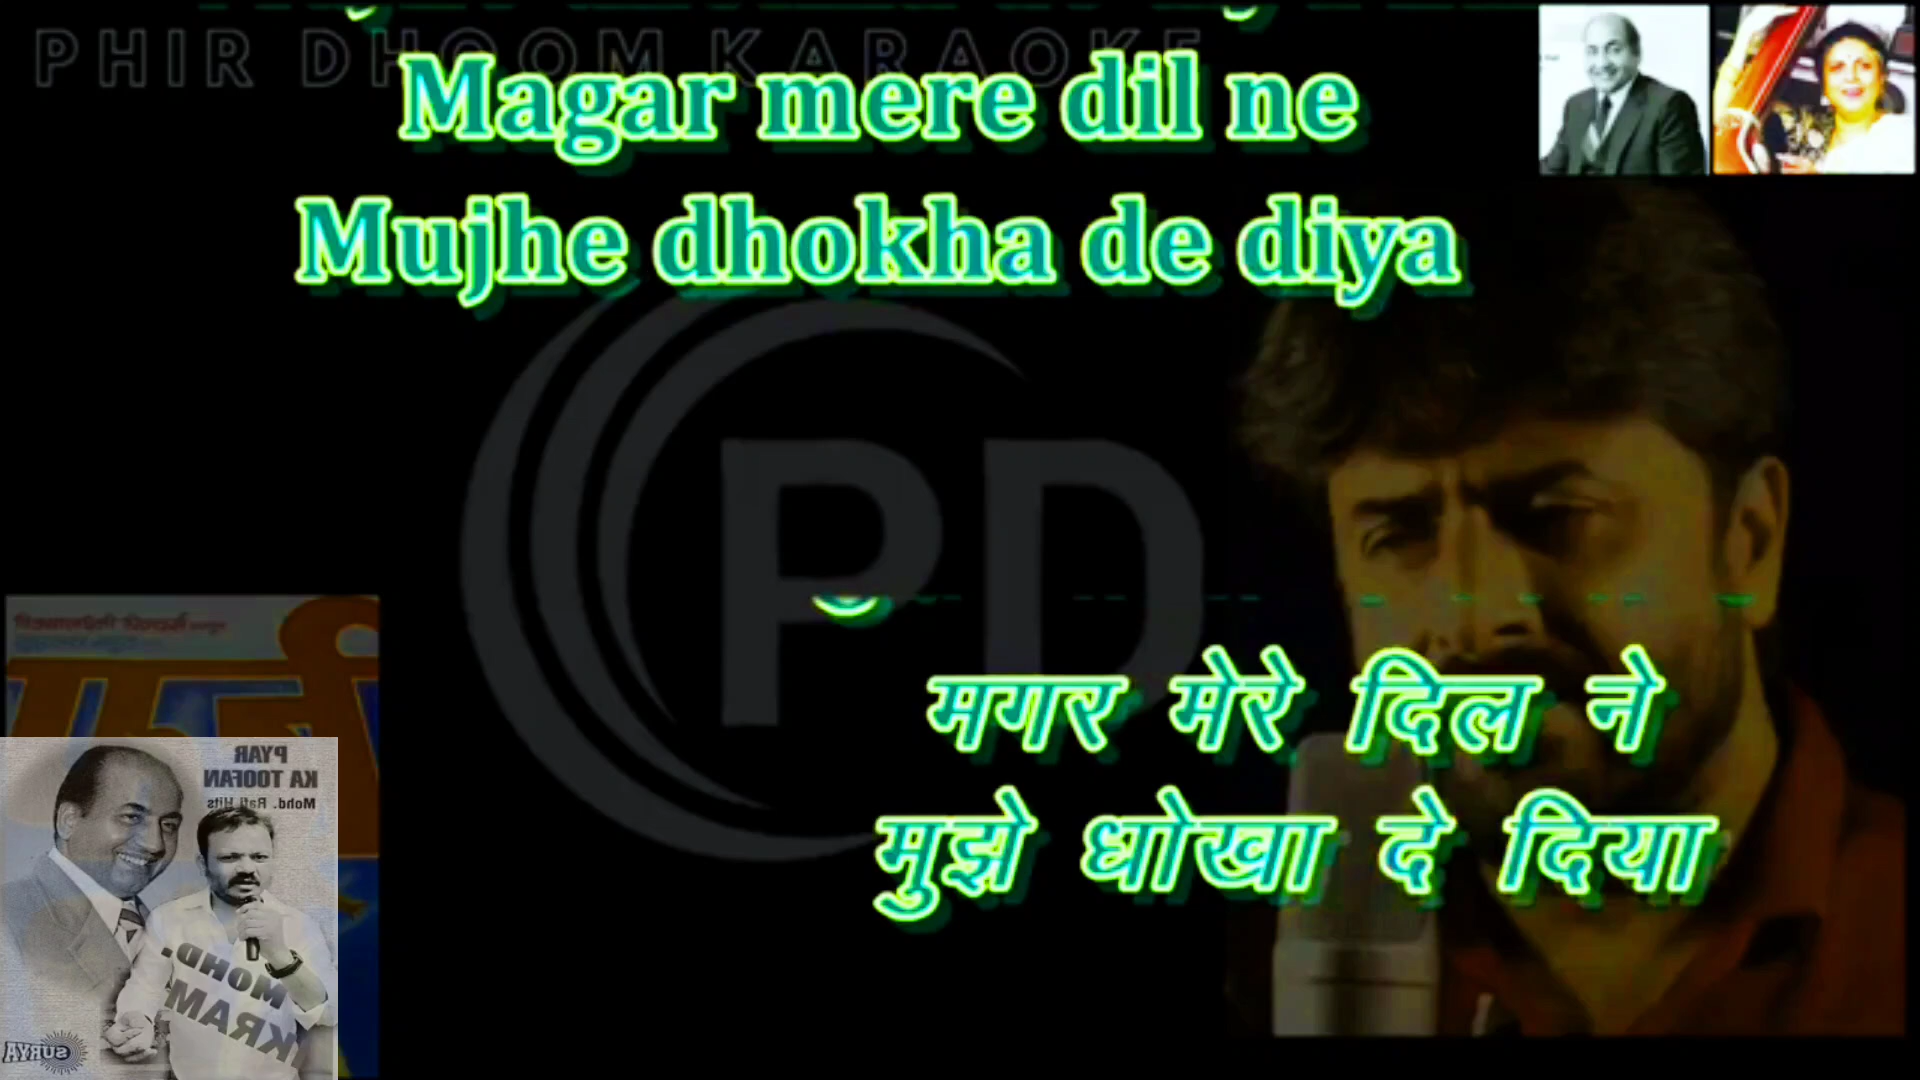 PHIR DHOOM KARAOKE
Magar mere dil ne
Mujhe dhokha de diya
PD
मगर मेरे दिल ने
मुझे धोखा दे दिया
PYAR
KA TOOFAN
Mohd. Rafi Hits
MOHD.
IKRAM
SURYA